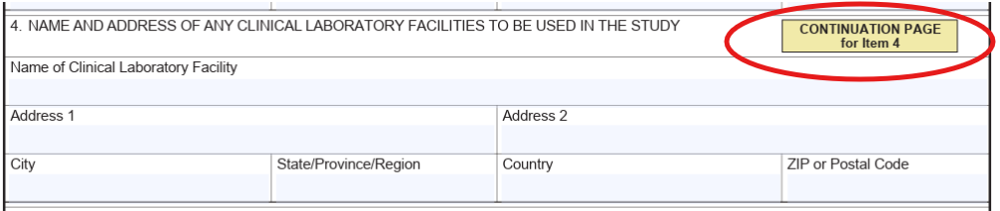 4. NAME AND ADDRESS OF ANY CLINICAL LABORATORY FACILITIES TO BE USED IN THE STUDY
CONTINUATION PAGE
for Item 4
Name of Clinical Laboratory Facility
Address 1
Address 2
City
State/Province/Region
Country
ZIP or Postal Code